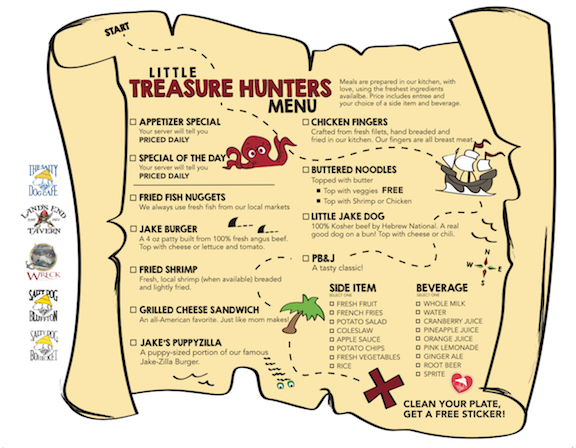 START
LITTLE
TREASURE HUNTERS
MENU
Meals are prepared in our kitchen, with
love, using the freshest ingredients
availalbe. Price includes entree and
your choice of a side item and beverage.
APPETIZER SPECIAL
Your server will tell you
PRICED DAILY
SPECIAL OF THE DAY
Your server will tell you
PRICED DAILY
FRIED FISH NUGGETS
We always use fresh fish from our local markets
JAKE BURGER
A 4 oz patty built from 100% fresh angus beef.
Top with cheese or lettuce and tomato.
FRIED SHRIMP
Fresh, local shrimp (when available) breaded
and lightly fried.
GRILLED CHEESE SANDWICH
An all-American favorite. Just like mom makes!
JAKE'S PUPPYZILLA
A puppy-sized portion of our famous
Jake-Zilla Burger.
CHICKEN FINGERS
Crafted from fresh filets, hand breaded and
fried in our kitchen. Our fingers are all breast meat.
BUTTERED NOODLES
Topped with butter
Top with veggies FREE
Top with Shrimp or Chicken
LITTLE JAKE DOG
100% Kosher beef by Hebrew National. A real
good dog on a bun! Top with cheese or chili.
PB&J
A tasty classic!
N
W E
S
SIDE ITEM
SELECT ONE
FRESH FRUIT
FRENCH FRIES
POTATO SALAD
COLESLAW
APPLE SAUCE
POTATO CHIPS
FRESH VEGETABLES
RICE
BEVERAGE
SELECT ONE
WHOLE MILK
WATER
CRANBERRY JUICE
PINEAPPLE JUICE
ORANGE JUICE
PINK LEMONADE
GINGER ALE
ROOT BEER
SPRITE
CLEAN YOUR PLATE,
GET A FREE STICKER!
THE SALTY
DOG CAFE
LAND'S END
TAVERN
WRECK
SALTY DOG
BLUFFTON
SALTY DOG